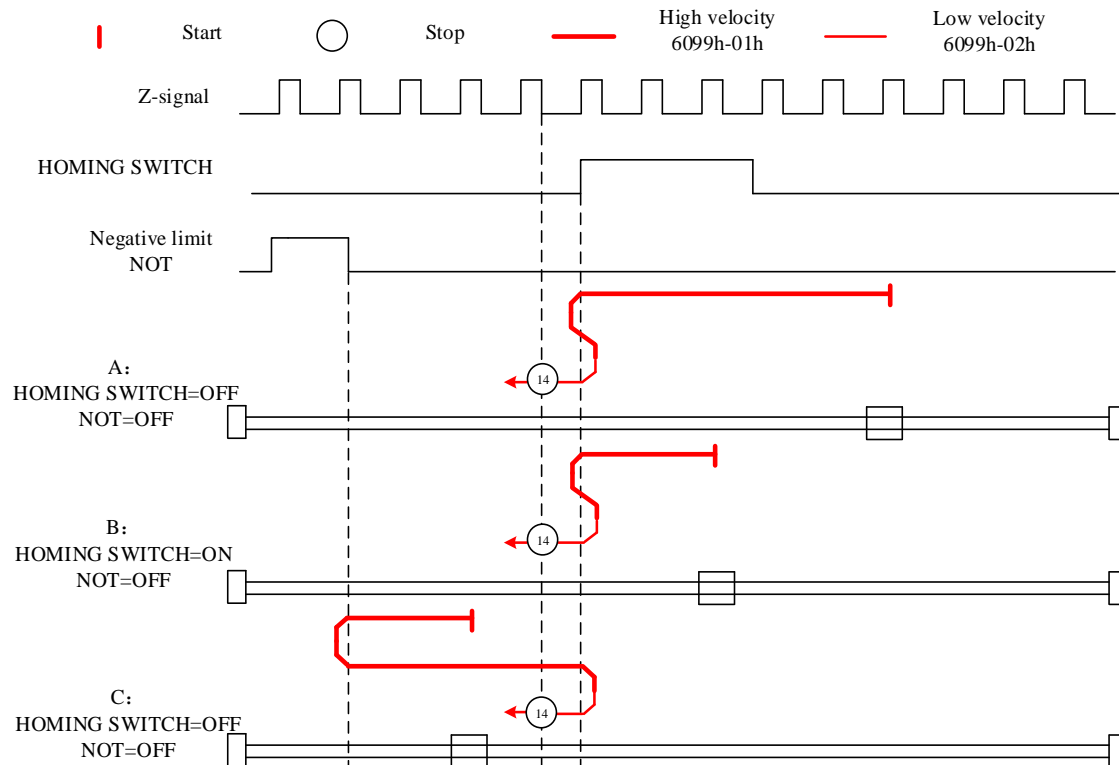 Start
Stop
High velocity
6099h-01h
Low velocity
6099h-02h
Z-signal
HOMING SWITCH
Negative limit
NOT
A：
HOMING SWITCH=OFF
NOT=OFF
14
B：
HOMING SWITCH=ON
NOT=OFF
14
C：
HOMING SWITCH=OFF
NOT=OFF
14